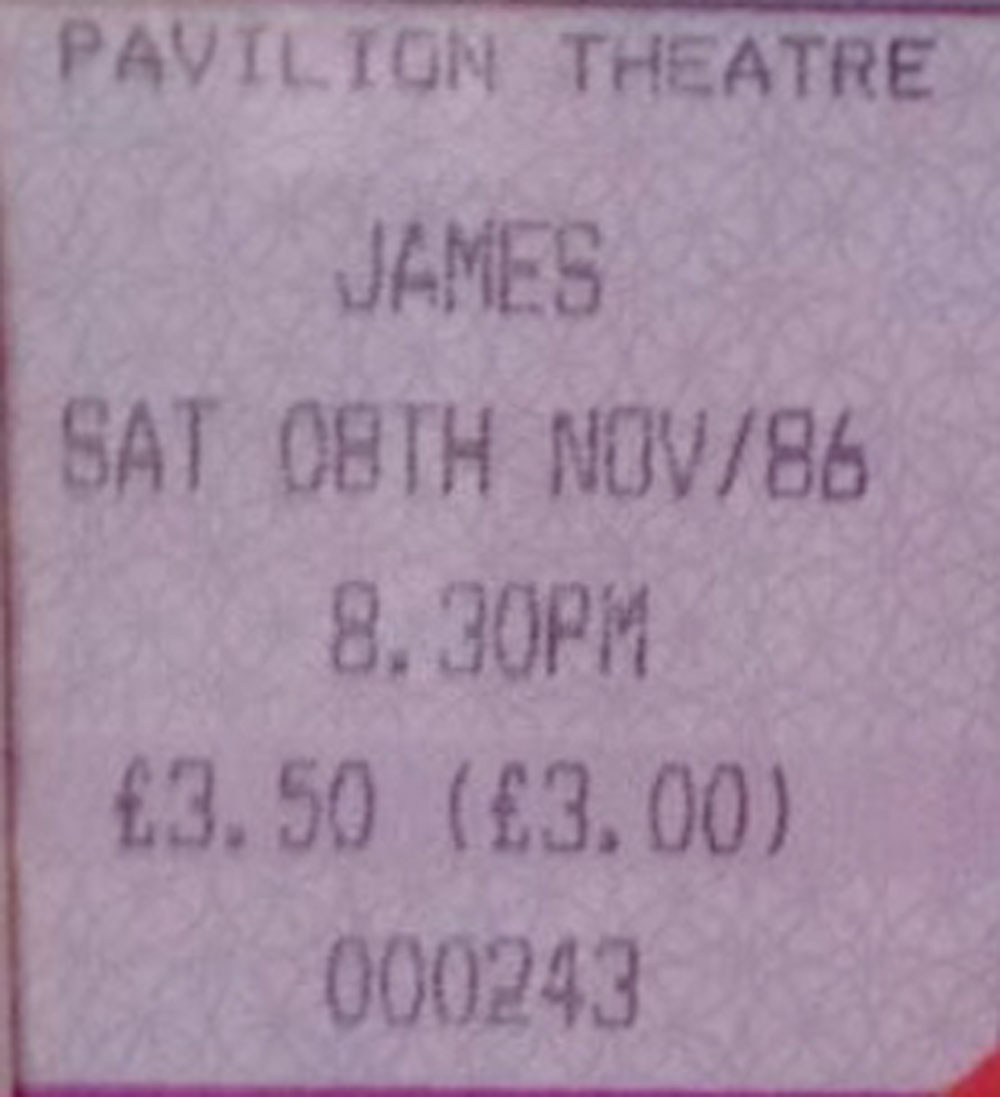 PAVILION THEATRE
JAMES
SAT 08TH NOV/86
8.30PM
£3.50 (£3.00)
000243